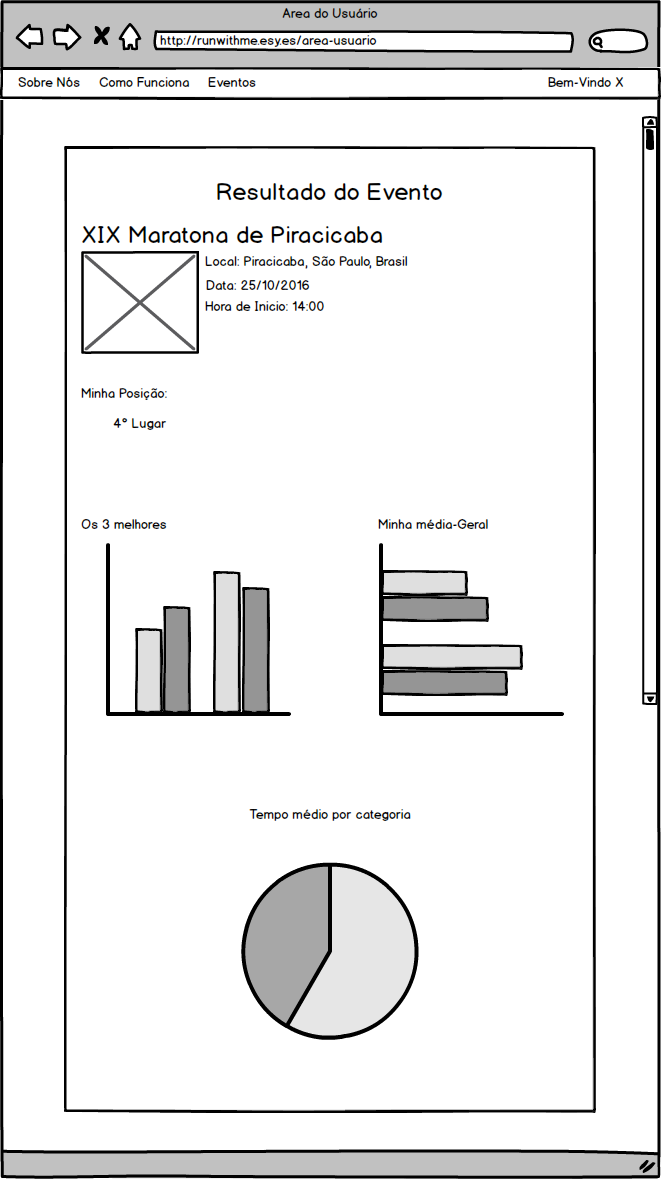 Area do Usuário
http://runwithme.esy.es/area-usuario
Sobre Nós Como Funciona Eventos Bem-Vindo X
Resultado do Evento
XIX Maratona de Piracicaba
Local: Piracicaba, São Paulo, Brasil
Data: 25/10/2016
Hora de Inicio: 14:00
Minha Posição:
4° Lugar
Os 3 melhores
Minha média-Geral
Tempo médio por categoria